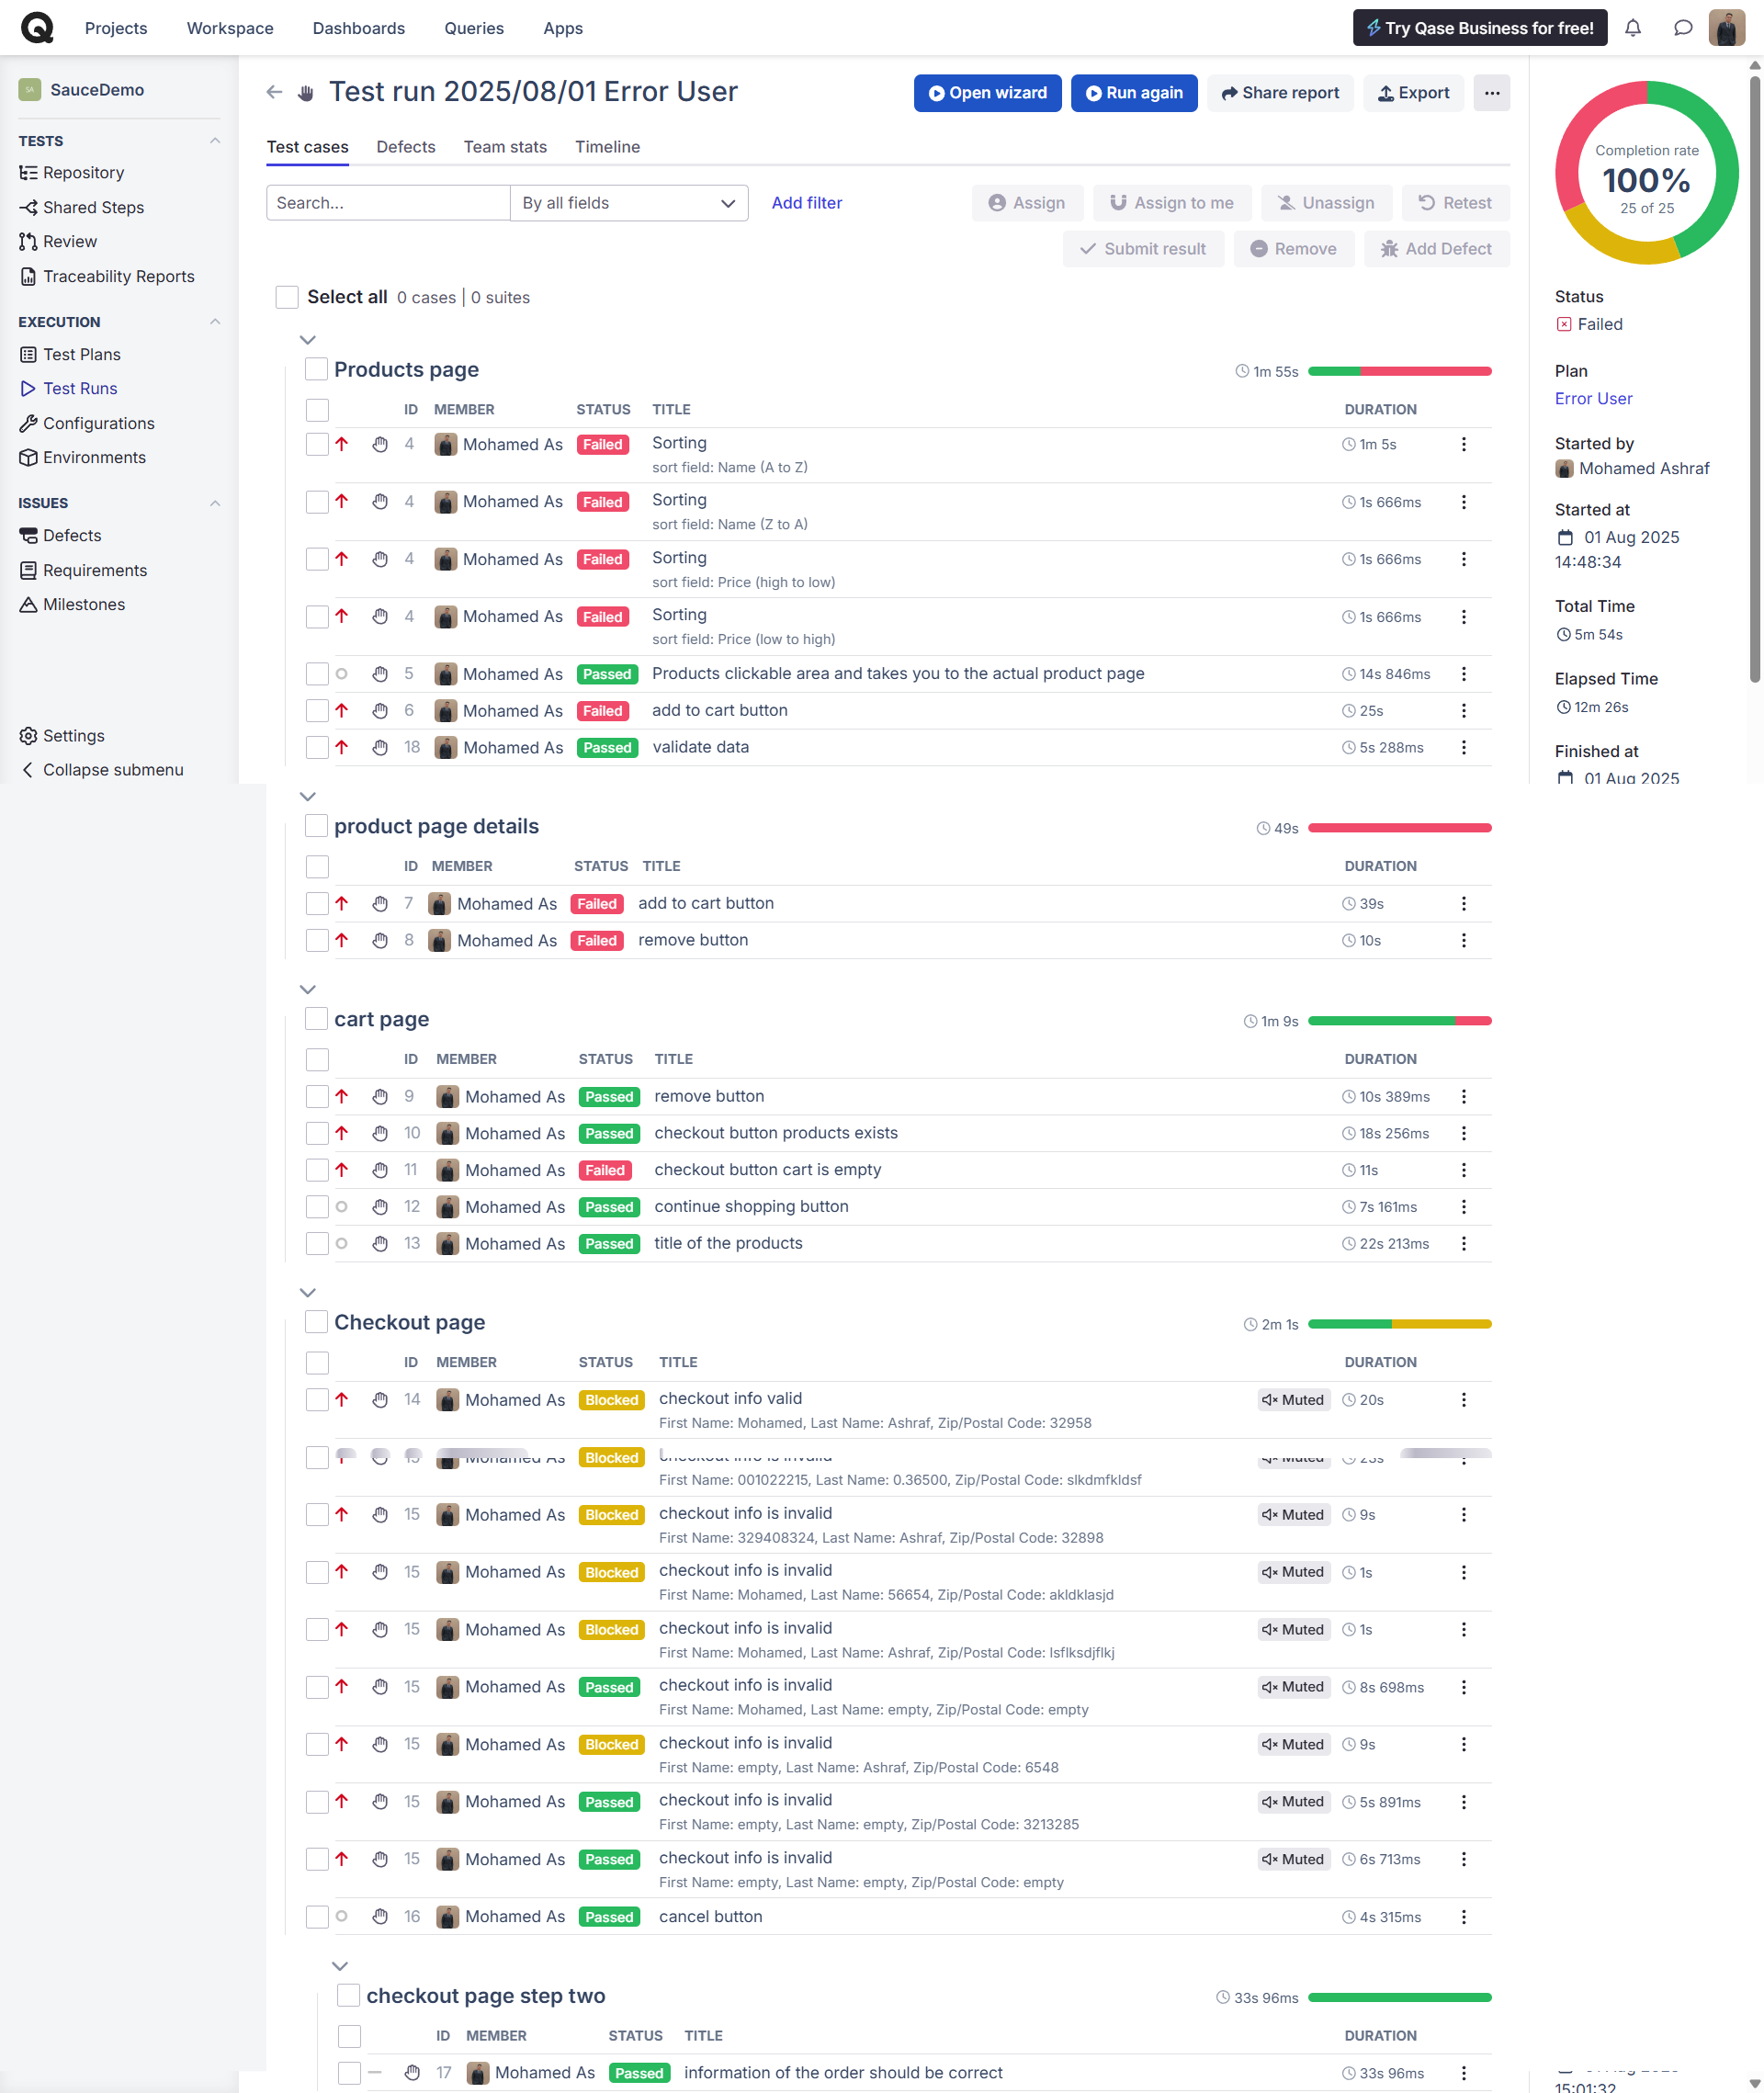 Projects Workspace Dashboards Queries Apps Try Qase Business for free!
SA SauceDemo
TESTS
Repository
Shared Steps
Review
Traceability Reports
EXECUTION
Test Plans
Test Runs
Configurations
Environments
ISSUES
Defects
Requirements
Milestones
Settings
Collapse submenu
Test run 2025/08/01 Error User
Open wizard Run again Share report Export
Test cases Defects Team stats Timeline
Search... By all fields Add filter
Assign Assign to me Unassign Retest
Submit result Remove Add Defect
Select all 0 cases | 0 suites
Products page 1m 55s
ID MEMBER STATUS TITLE DURATION
4 Mohamed As Failed Sorting 1m 5s
sort field: Name (A to Z)
4 Mohamed As Failed Sorting 1s 666ms
sort field: Name (Z to A)
4 Mohamed As Failed Sorting 1s 666ms
sort field: Price (high to low)
4 Mohamed As Failed Sorting 1s 666ms
sort field: Price (low to high)
5 Mohamed As Passed Products clickable area and takes you to the actual product page 14s 846ms
6 Mohamed As Failed add to cart button 25s
18 Mohamed As Passed validate data 5s 288ms
product page details 49s
ID MEMBER STATUS TITLE DURATION
7 Mohamed As Failed add to cart button 39s
8 Mohamed As Failed remove button 10s
cart page 1m 9s
ID MEMBER STATUS TITLE DURATION
9 Mohamed As Passed remove button 10s 389ms
10 Mohamed As Passed checkout button products exists 18s 256ms
11 Mohamed As Failed checkout button cart is empty 11s
12 Mohamed As Passed continue shopping button 7s 161ms
13 Mohamed As Passed title of the products 22s 213ms
Checkout page 2m 1s
ID MEMBER STATUS TITLE DURATION
14 Mohamed As Blocked checkout info valid Muted 20s
First Name: Mohamed, Last Name: Ashraf, Zip/Postal Code: 32958
Blocked
First Name: 001022215, Last Name: 0.36500, Zip/Postal Code: slkdmfkldsf
15 Mohamed As Blocked checkout info is invalid Muted 9s
First Name: 329408324, Last Name: Ashraf, Zip/Postal Code: 32898
15 Mohamed As Blocked checkout info is invalid Muted 1s
First Name: Mohamed, Last Name: 56654, Zip/Postal Code: akldklasjd
15 Mohamed As Blocked checkout info is invalid Muted 1s
First Name: Mohamed, Last Name: Ashraf, Zip/Postal Code: lsflksdjflkj
15 Mohamed As Passed checkout info is invalid Muted 8s 698ms
First Name: Mohamed, Last Name: empty, Zip/Postal Code: empty
15 Mohamed As Blocked checkout info is invalid Muted 9s
First Name: empty, Last Name: Ashraf, Zip/Postal Code: 6548
15 Mohamed As Passed checkout info is invalid Muted 5s 891ms
First Name: empty, Last Name: empty, Zip/Postal Code: 3213285
15 Mohamed As Passed checkout info is invalid Muted 6s 713ms
First Name: empty, Last Name: empty, Zip/Postal Code: empty
16 Mohamed As Passed cancel button 4s 315ms
checkout page step two 33s 96ms
ID MEMBER STATUS TITLE DURATION
17 Mohamed As Passed information of the order should be correct 33s 96ms
Completion rate
100%
25 of 25
Status
Failed
Plan
Error User
Started by
Mohamed Ashraf
Started at
01 Aug 2025
14:48:34
Total Time
5m 54s
Elapsed Time
12m 26s
Finished at
01 Aug 2025
15:01:32